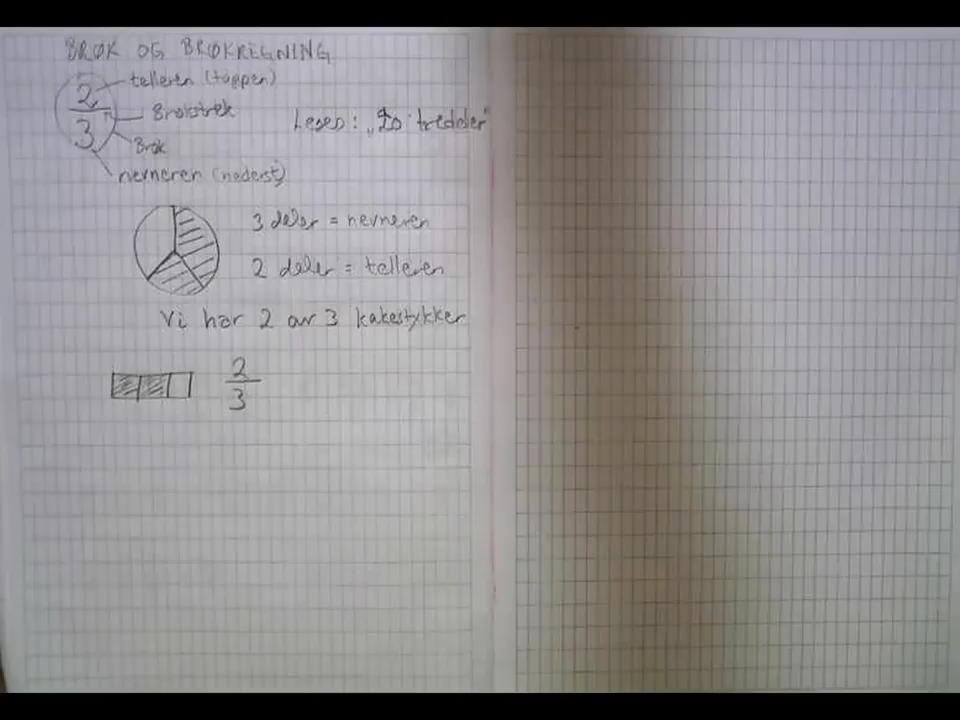 BRØK OG BRØKREGNING
2
3
telleren (toppen)
Brøkstrek
Brøk
nevneren (nederst)
Leses: „to tredeler"
3 deler = nevneren
2 deler = telleren
Vi har 2 av 3 kakestykker
2
3